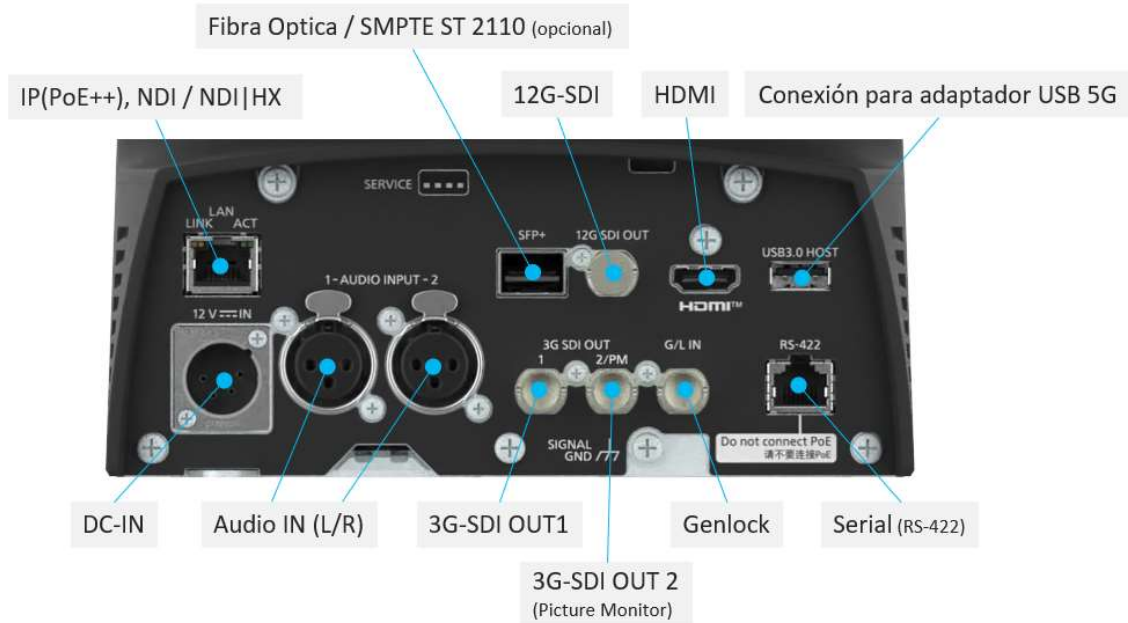 Fibra Optica / SMPTE ST 2110 (opcional)
IP(PoE++), NDI / NDI|HX
12G-SDI
HDMI
Conexión para adaptador USB 5G
SERVICE
LAN
LINK ACT
SFP+
12G SDI OUT
USB3.0 HOST
1-AUDIO INPUT-2
HDMI™
12 V IN
3G SDI OUT
1
2/PM
G/L IN
RS-422
Do not connect PoE
请不要连接PoE
SIGNAL
GND
DC-IN
Audio IN (L/R)
3G-SDI OUT1
Genlock
Serial (RS-422)
3G-SDI OUT 2
(Picture Monitor)